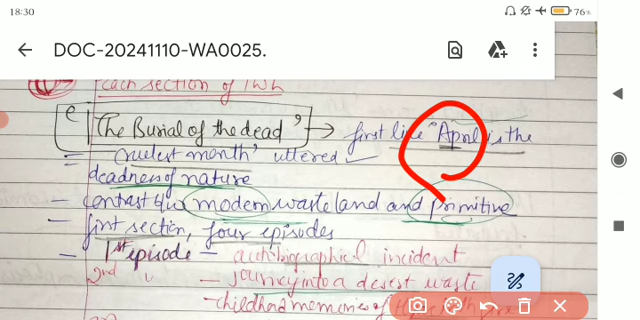 18:30
76%
DOC-20241110-WA0025.
each section of TWL
"The Burial of the dead" → first line "April is the
= cruelest month' uttered
deadness of nature
- contrast b/w modern wasteland and primitive
- first section, four episodes
- 1st episode - autobiographical incident
2nd " - journey into a desert waste
- childhood memories of